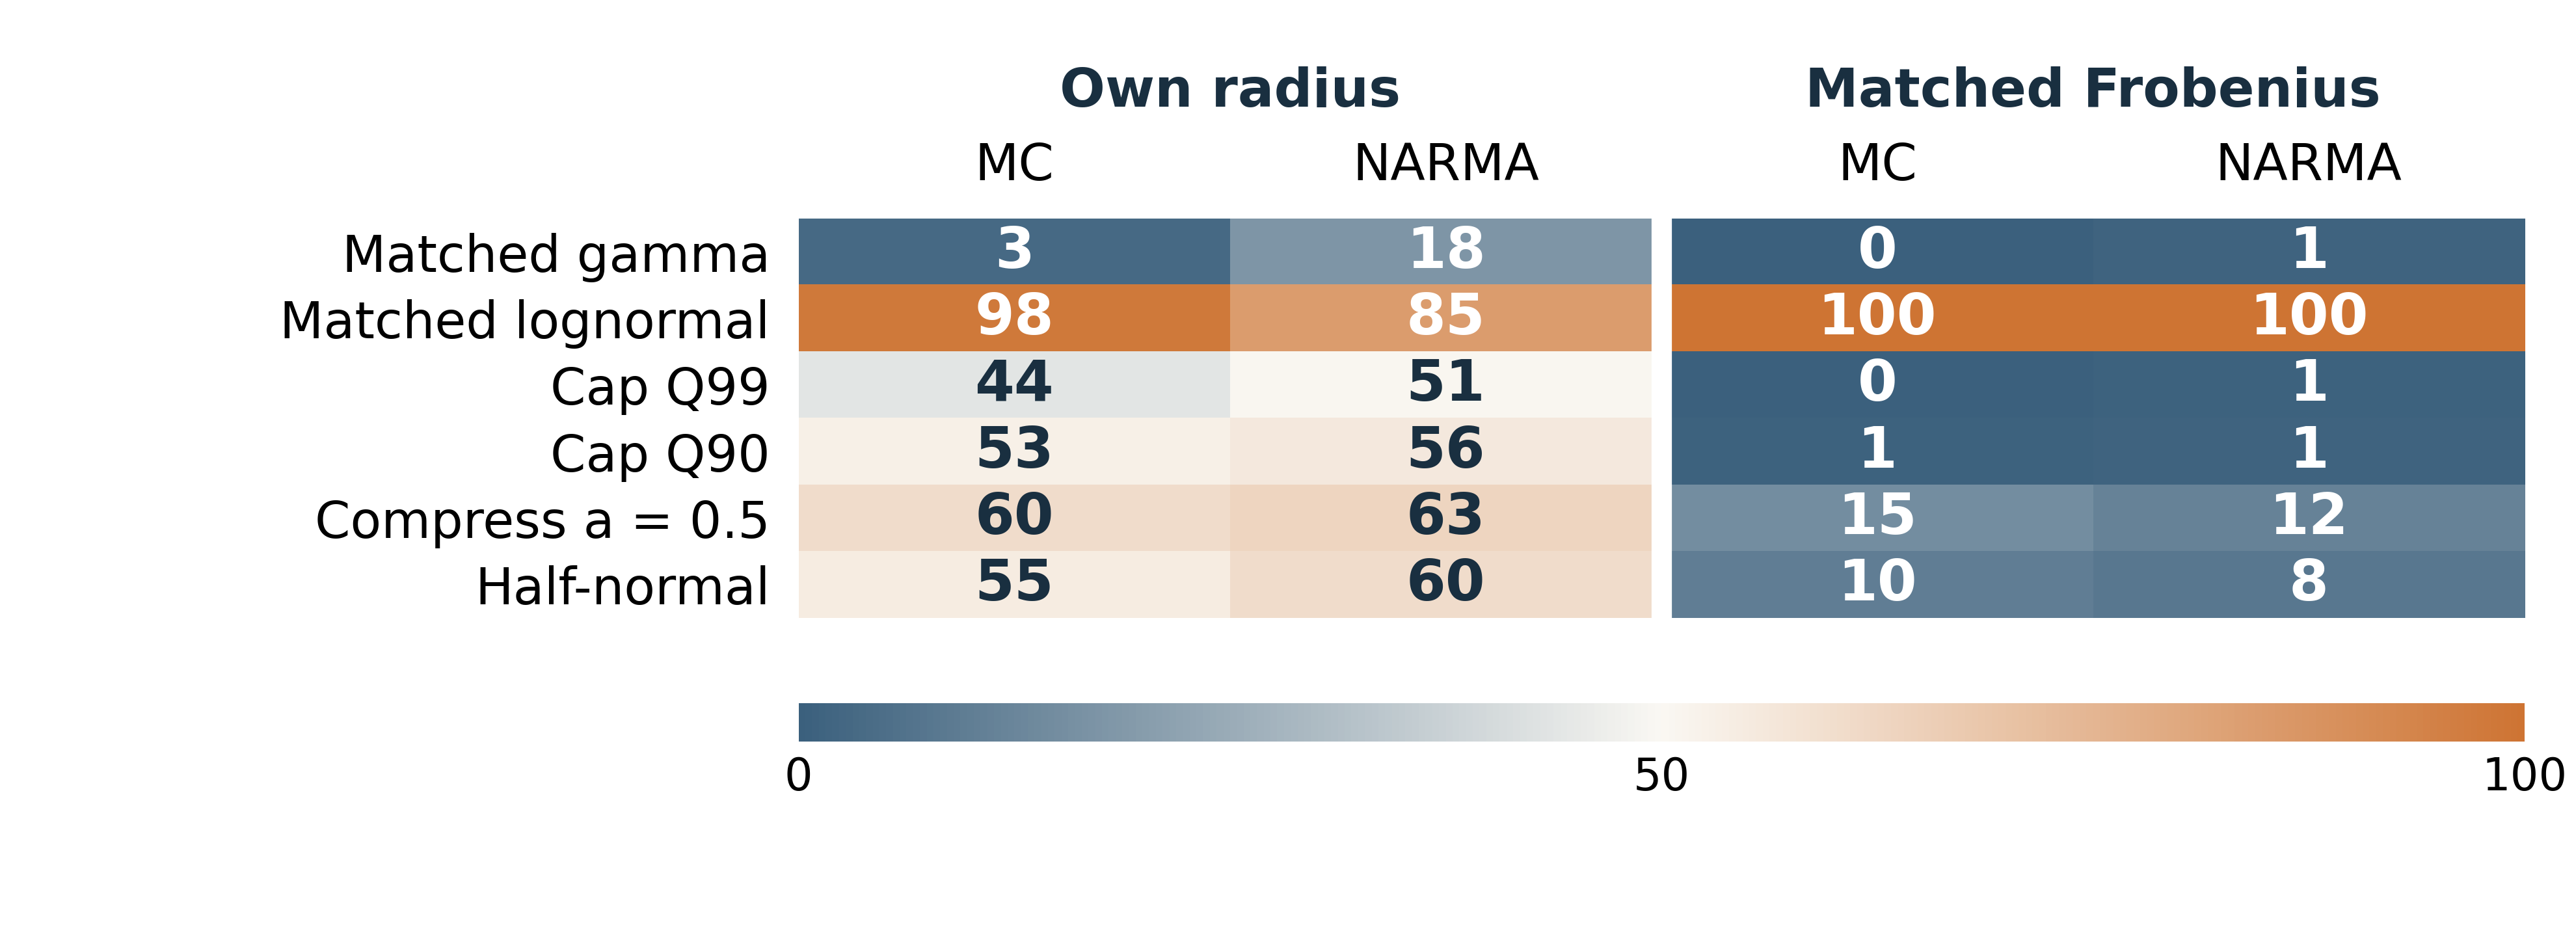 Own radius Matched Frobenius
MC NARMA MC NARMA
Matched gamma 3 18 0 1
Matched lognormal 98 85 100 100
Cap Q99 44 51 0 1
Cap Q90 53 56 1 1
Compress a = 0.5 60 63 15 12
Half-normal 55 60 10 8
0 50 100